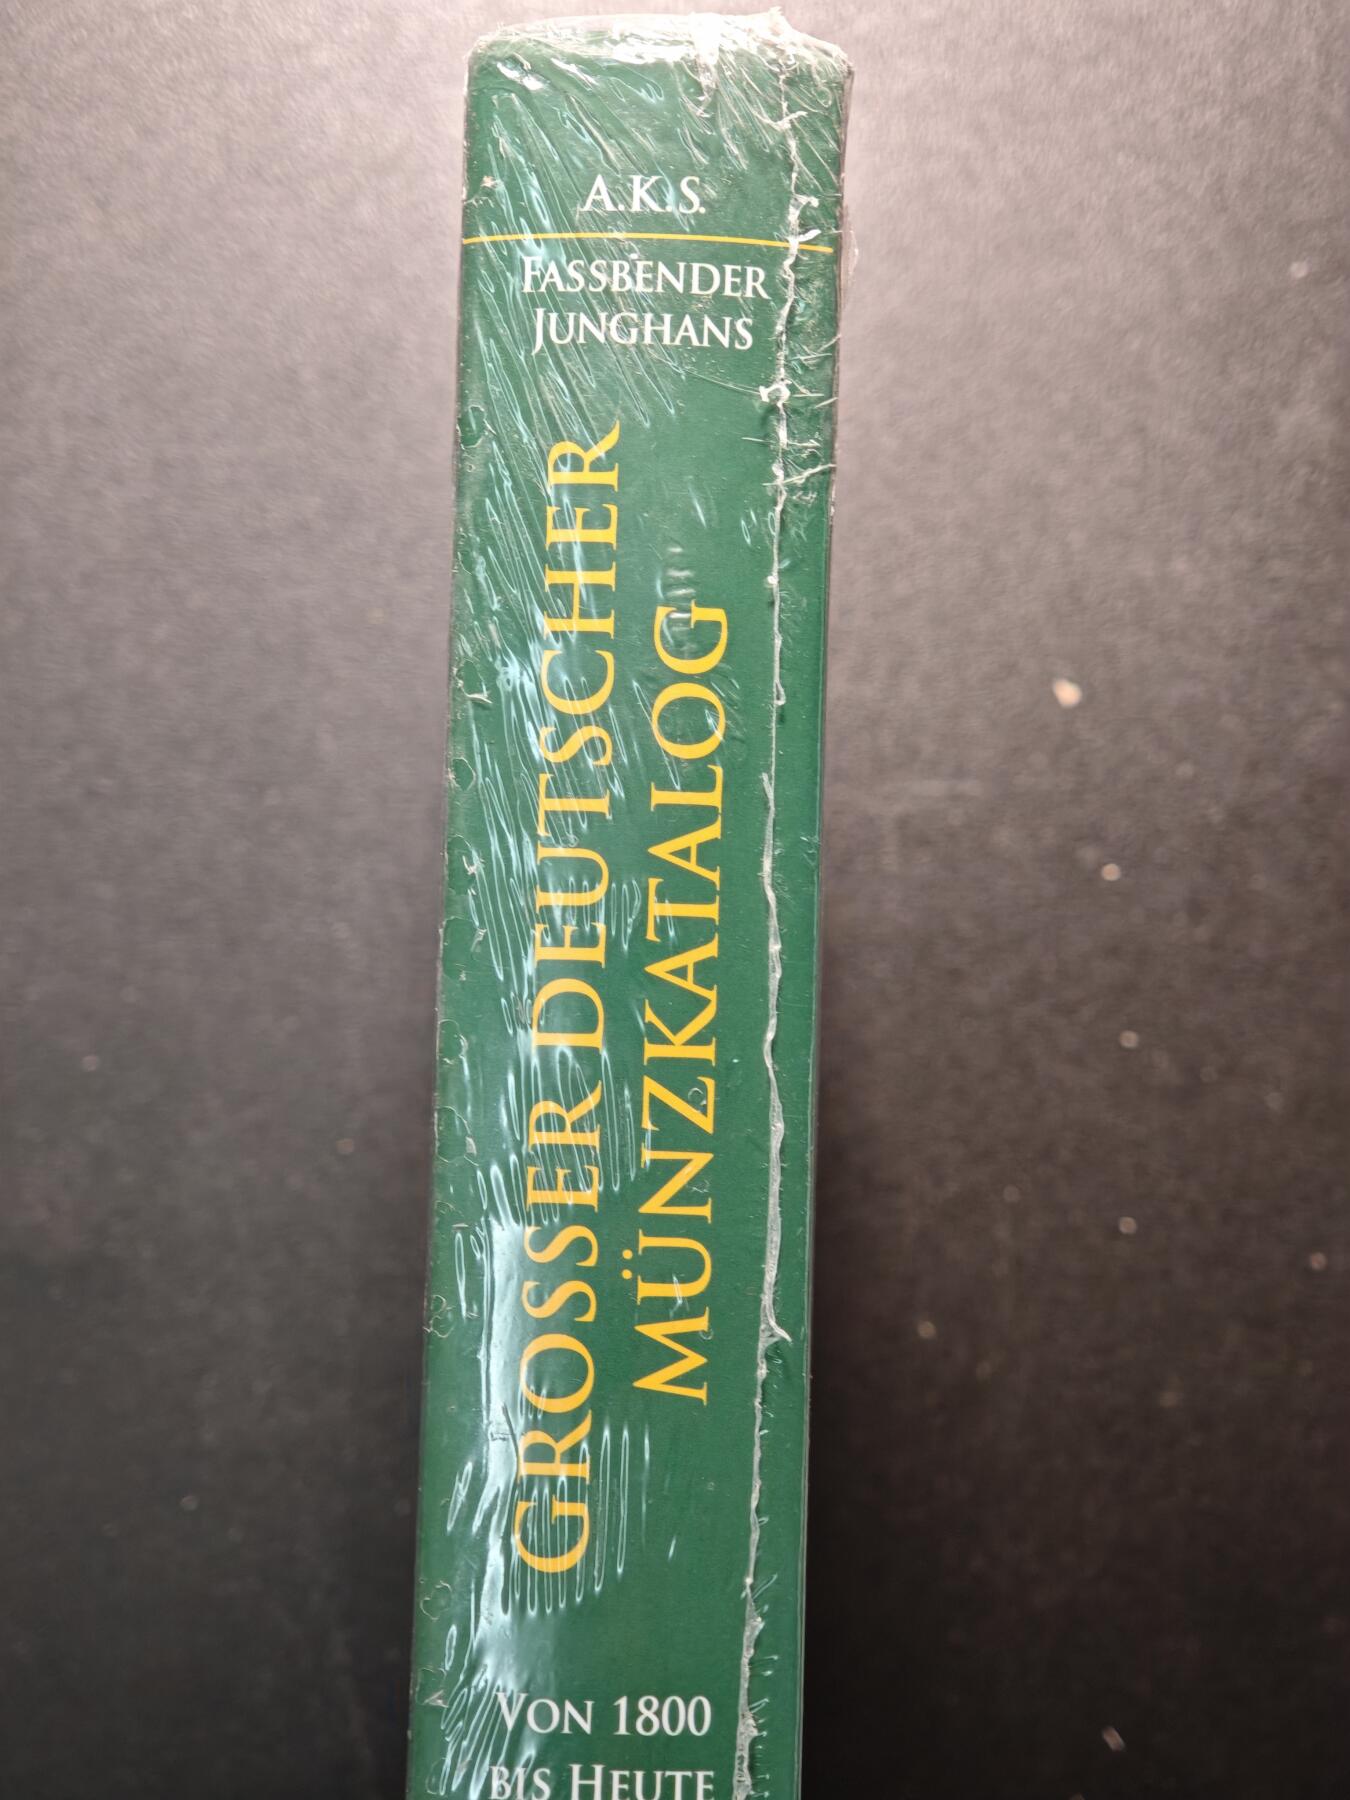 A.K.S.
FASSBENDER
JUNGHANS
GROSSER DEUTSCHER
MÜNZKATALOG
VON 1800
BIS HEUTE